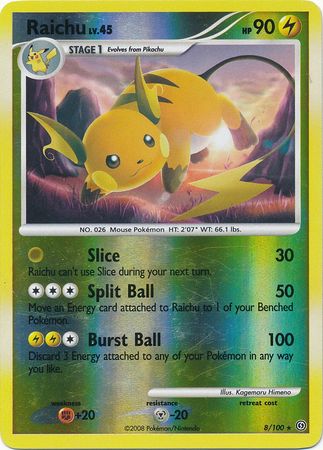 Raichu LV.45 HP 90
STAGE 1 Evolves from Pikachu
NO. 026 Mouse Pokémon HT: 2'07" WT: 66.1 lbs.
Slice 30
Raichu can't use Slice during your next turn.
Split Ball 50
Move an Energy card attached to Raichu to 1 of your Benched
Pokémon.
Burst Ball 100
Discard 3 Energy attached to any of your Pokémon in any way
you like.
Illus. Kagemaru Himeno
weakness resistance retreat cost
+20 -20
8/100 ★
©2008 Pokémon/Nintendo